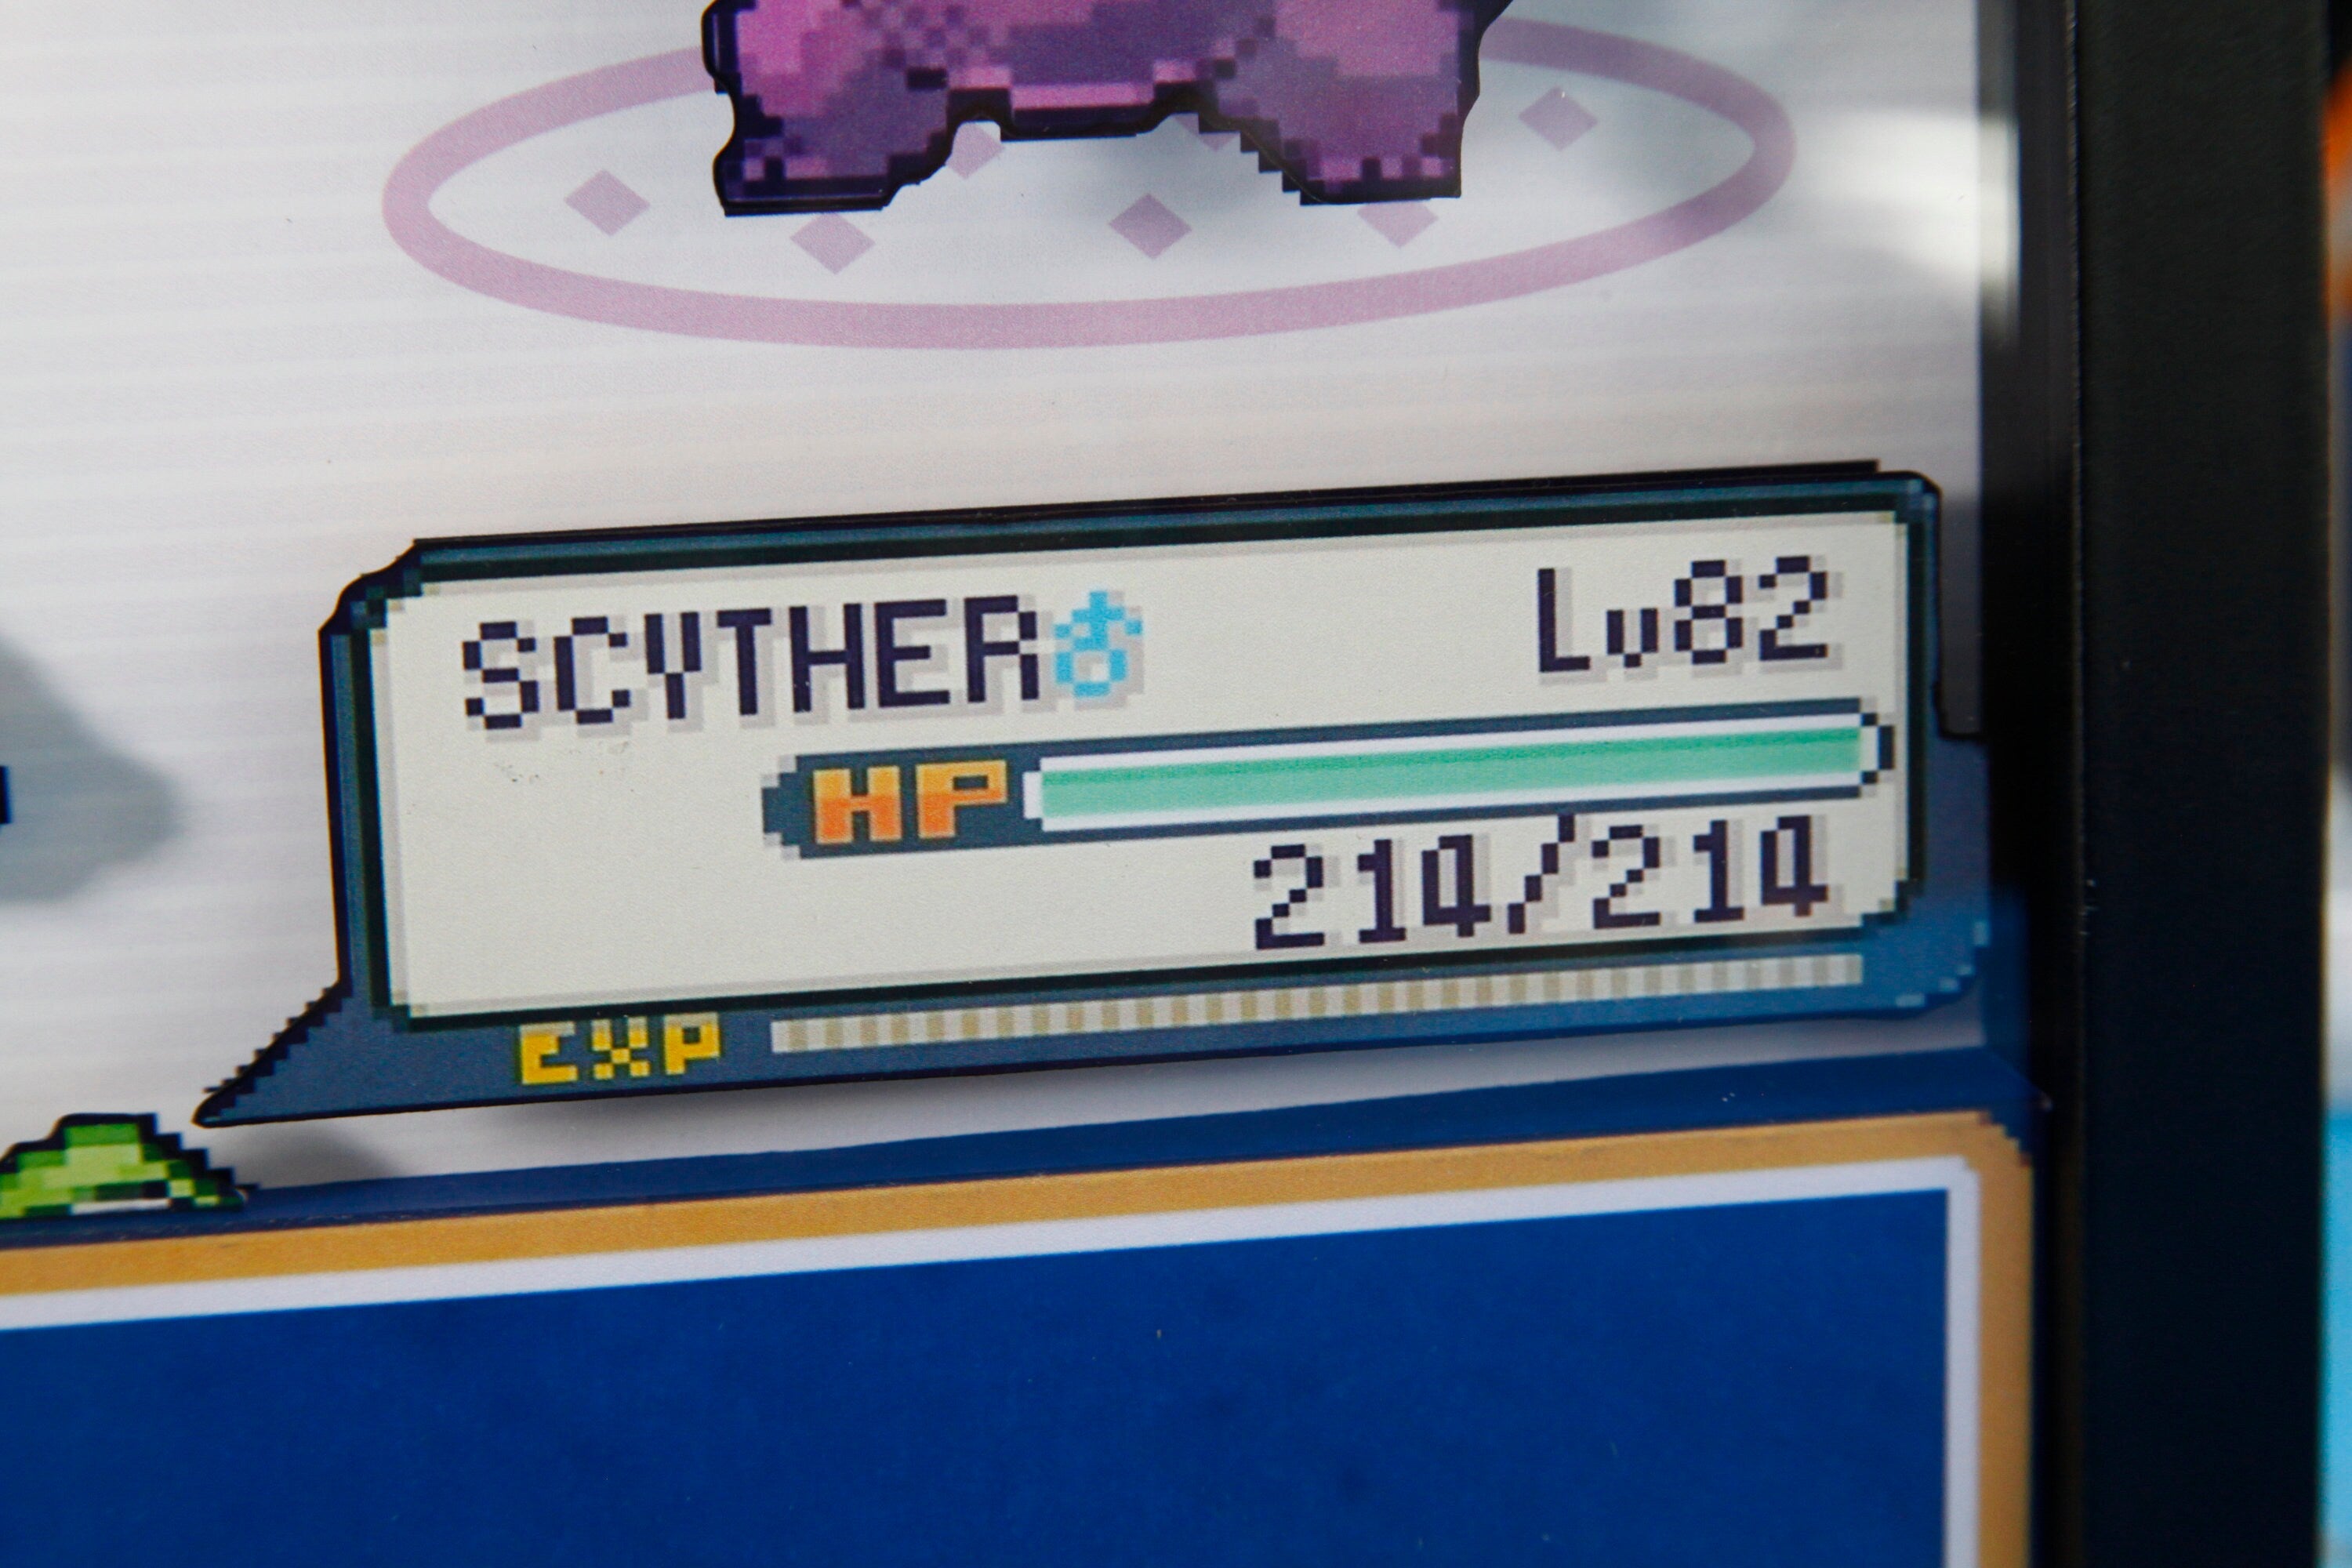 SCYTHER♂ Lv82
HP
214/214
EXP